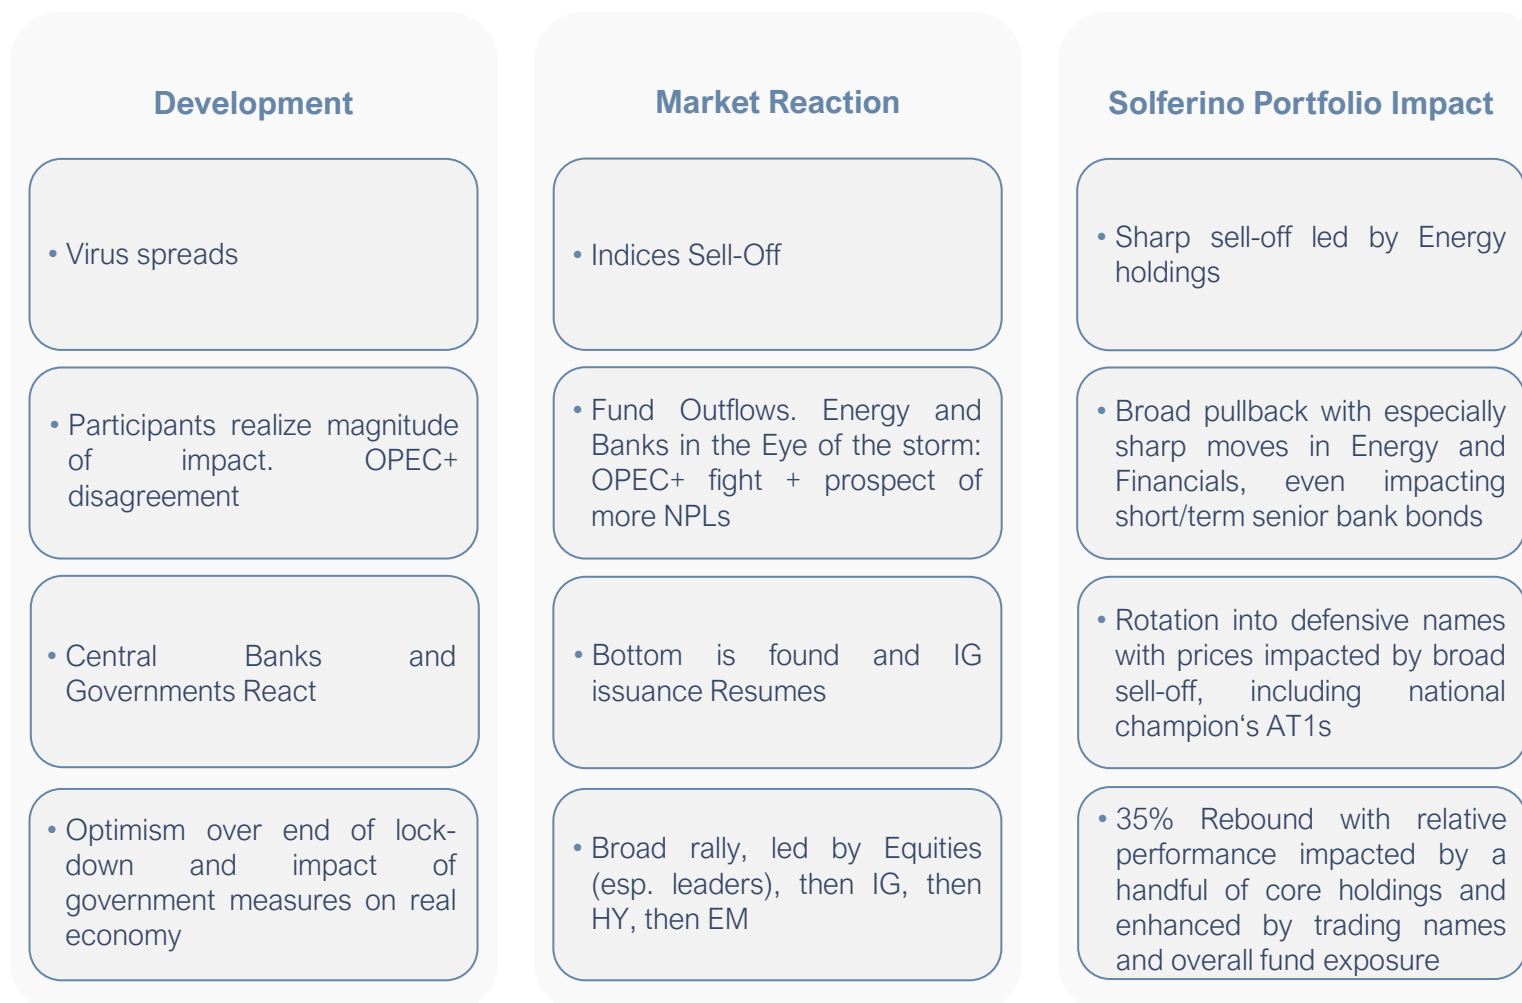 Development
• Virus spreads
• Participants realize magnitude
of impact. OPEC+
disagreement
• Central Banks and
Governments React
• Optimism over end of lock-
down and impact of
government measures on real
economy
Market Reaction
• Indices Sell-Off
• Fund Outflows. Energy and
Banks in the Eye of the storm:
OPEC+ fight + prospect of
more NPLs
• Bottom is found and IG
issuance Resumes
• Broad rally, led by Equities
(esp. leaders), then IG, then
HY, then EM
Solferino Portfolio Impact
• Sharp sell-off led by Energy
holdings
• Broad pullback with especially
sharp moves in Energy and
Financials, even impacting
short/term senior bank bonds
• Rotation into defensive names
with prices impacted by broad
sell-off, including national
champion‘s AT1s
• 35% Rebound with relative
performance impacted by a
handful of core holdings and
enhanced by trading names
and overall fund exposure